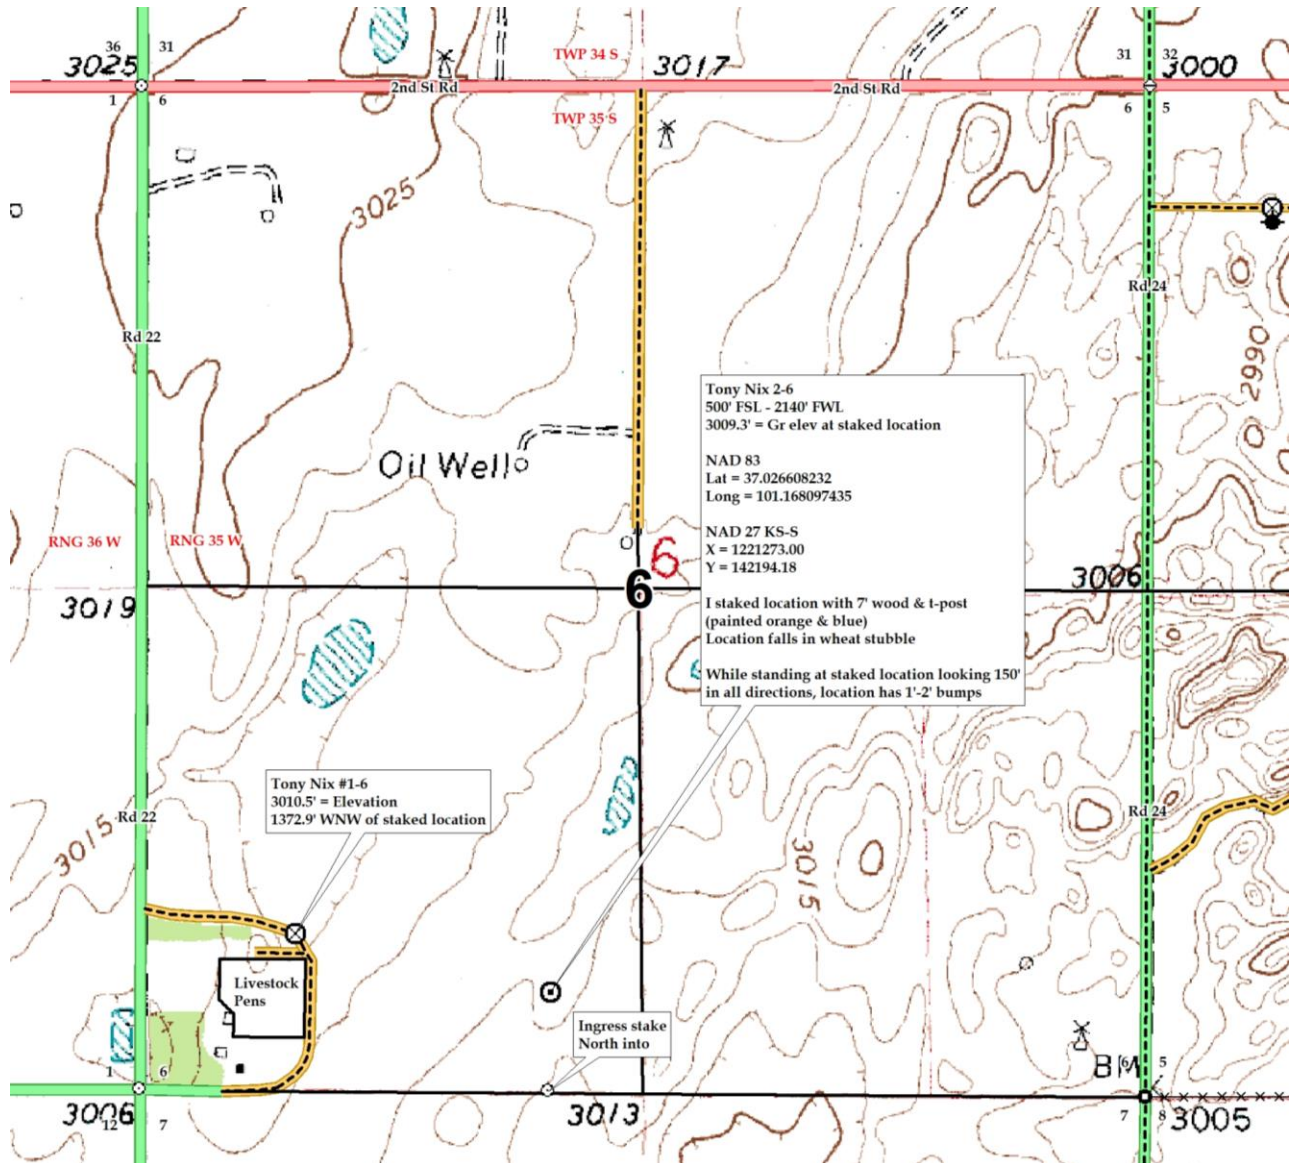 36 31
31 32
3025
TWP 34 S
3017
3000
2nd St Rd
2nd St Rd
1 6
6 5
TWP 35 S
3025
Rd 24
Rd 22
2990
Tony Nix 2-6
500' FSL - 2140' FWL
3009.3' = Gr elev at staked location
NAD 83
Lat = 37.026608232
Long = 101.168097435
NAD 27 KS-S
X = 1221273.00
Y = 142194.18
I staked location with 7' wood & t-post
(painted orange & blue)
Location falls in wheat stubble
While standing at staked location looking 150'
in all directions, location has 1'-2' bumps
Oil Well
RNG 36 W
RNG 35 W
6
6
3006
3019
Tony Nix #1-6
3010.5' = Elevation
1372.9' WNW of staked location
Rd 22
Rd 24
3015
3015
Livestock
Pens
Ingress stake
North into
BM
6 5
1 6
3006
12 7
3013
7 8
3005